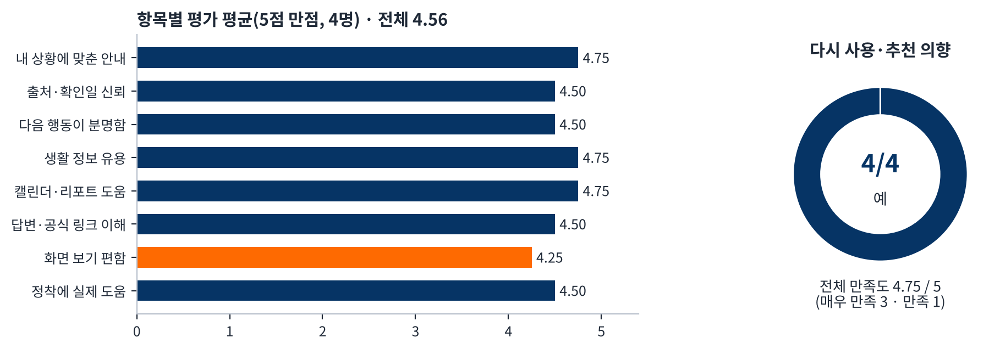 항목별 평가 평균(5점 만점, 4명) · 전체 4.56
내 상황에 맞춘 안내 4.75
출처·확인일 신뢰 4.50
다음 행동이 분명함 4.50
생활 정보 유용 4.75
캘린더·리포트 도움 4.75
답변·공식 링크 이해 4.50
화면 보기 편함 4.25
정착에 실제 도움 4.50
0 1 2 3 4 5
다시 사용·추천 의향
4/4
예
전체 만족도 4.75 / 5
(매우 만족 3 · 만족 1)